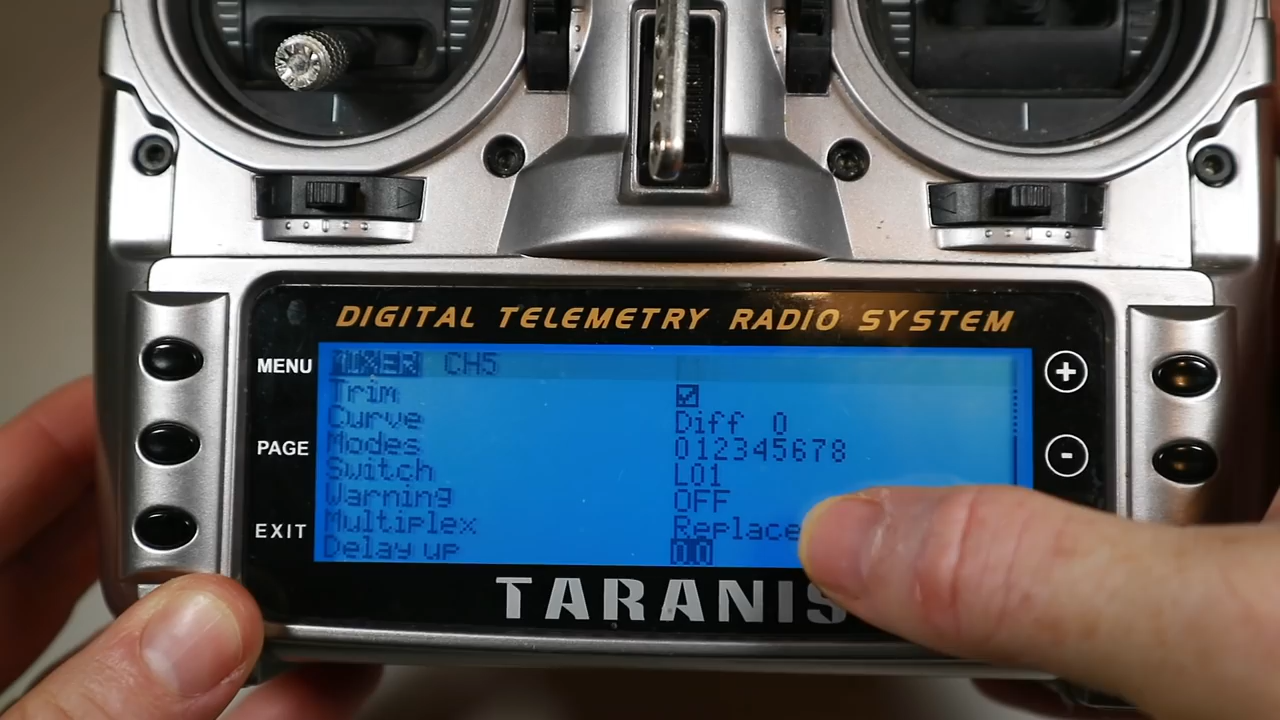 DIGITAL TELEMETRY RADIO SYSTEM
MENU
PAGE
EXIT
MIXER CH5
Trim
Curve Diff 0
Modes 012345678
Switch L01
Warning OFF
Multiplex Replace
Delay up 0.0
+
-
TARANIS